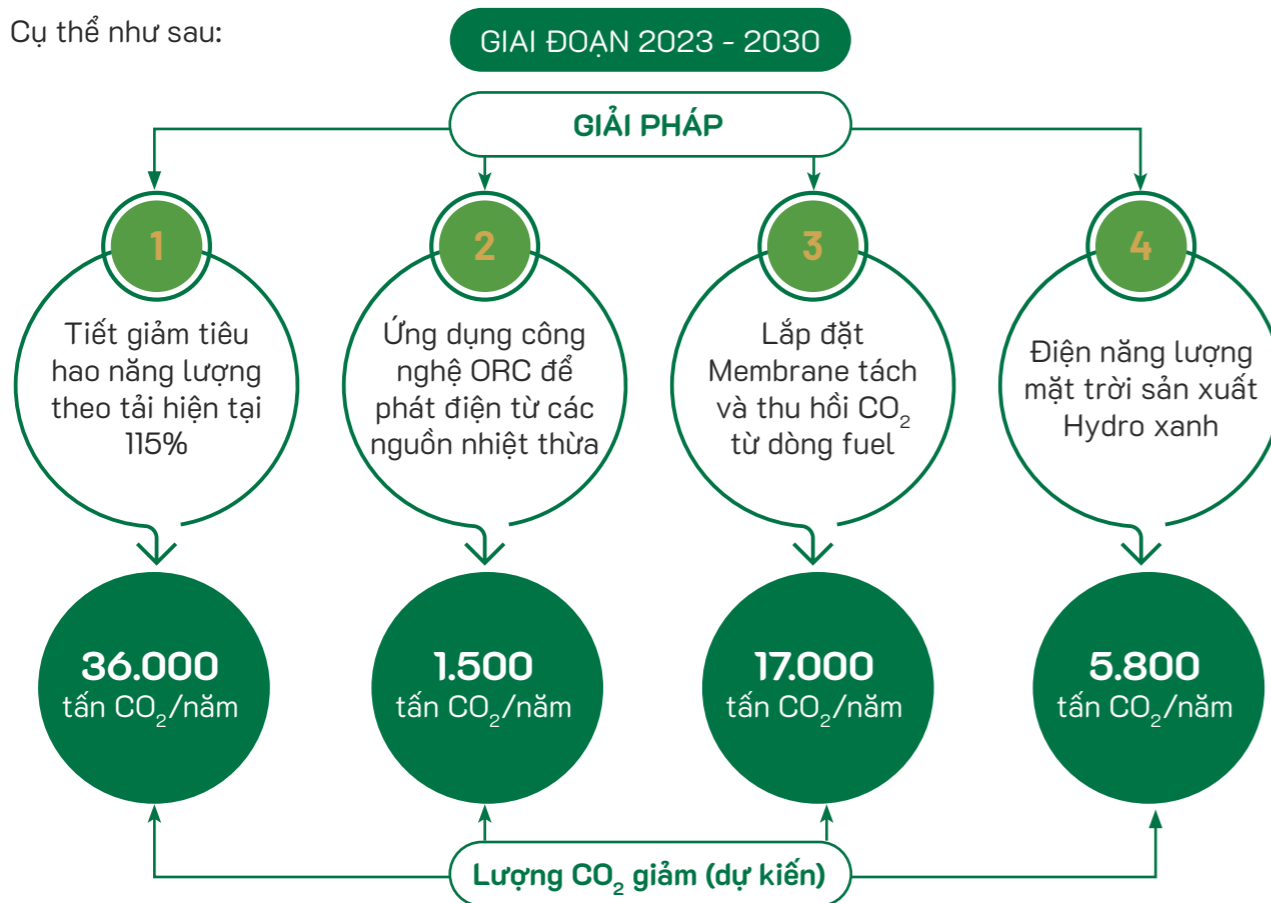 Cụ thể như sau:
GIAI ĐOẠN 2023 - 2030
GIẢI PHÁP
1
Tiết giảm tiêu
hao năng lượng
theo tải hiện tại
115%
2
Ứng dụng công
nghệ ORC để
phát điện từ các
nguồn nhiệt thừa
3
Lắp đặt
Membrane tách
và thu hồi CO₂
từ dòng fuel
4
Điện năng lượng
mặt trời sản xuất
Hydro xanh
36.000
tấn CO₂/năm
1.500
tấn CO₂/năm
17.000
tấn CO₂/năm
5.800
tấn CO₂/năm
Lượng CO₂ giảm (dự kiến)